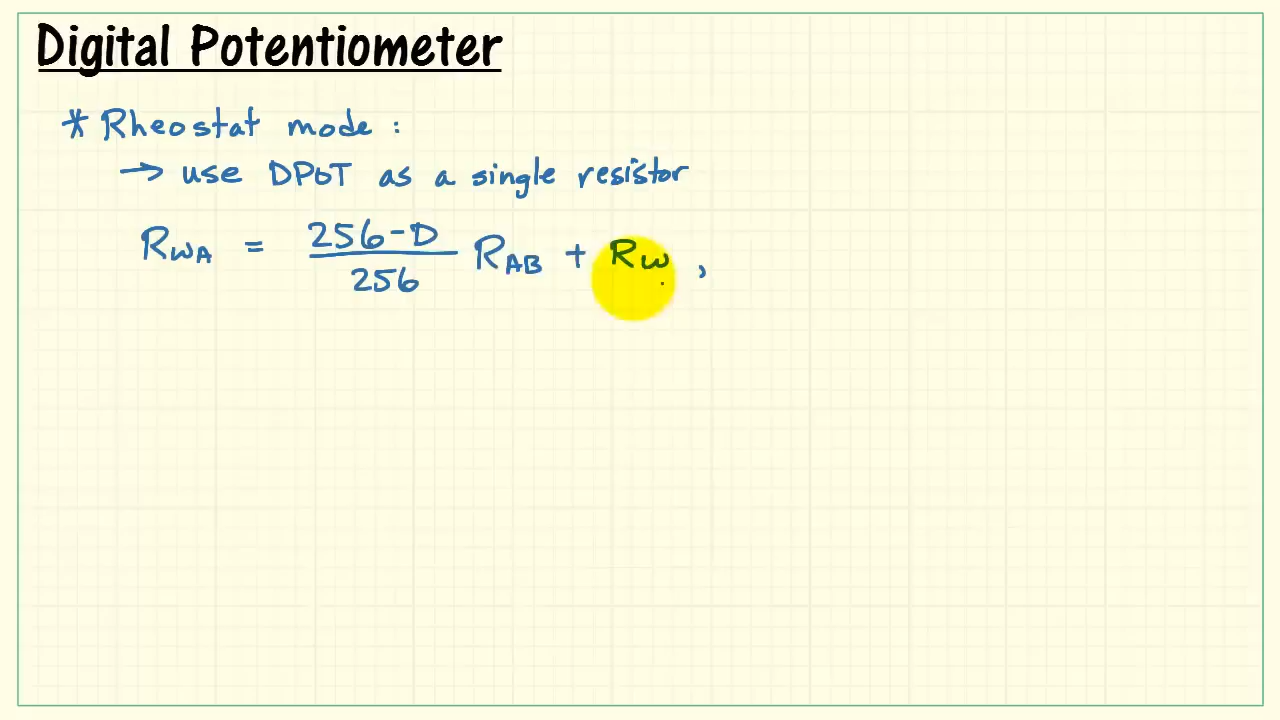 Digital Potentiometer
* Rheostat mode :
→ use DPOT as a single resistor
RWA = 256-D / 256 RAB + RW ,